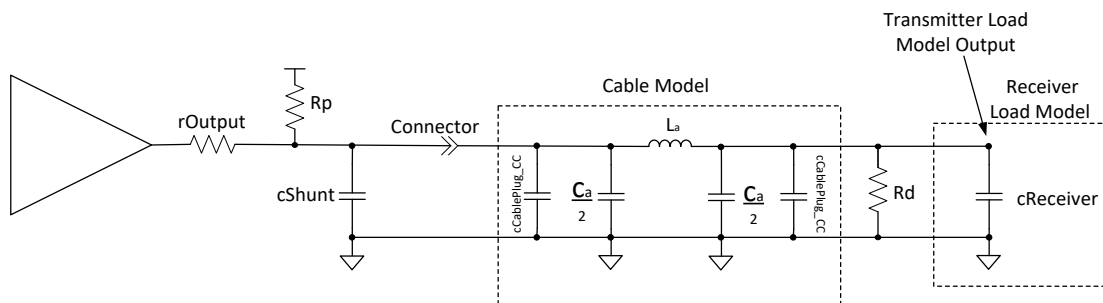 Transmitter Load
Model Output
Receiver
Load Model
Cable Model
Rp
rOutput
Connector
La
cShunt
cCablePlug_CC
Ca
2
Ca
2
cCablePlug_CC
Rd
cReceiver